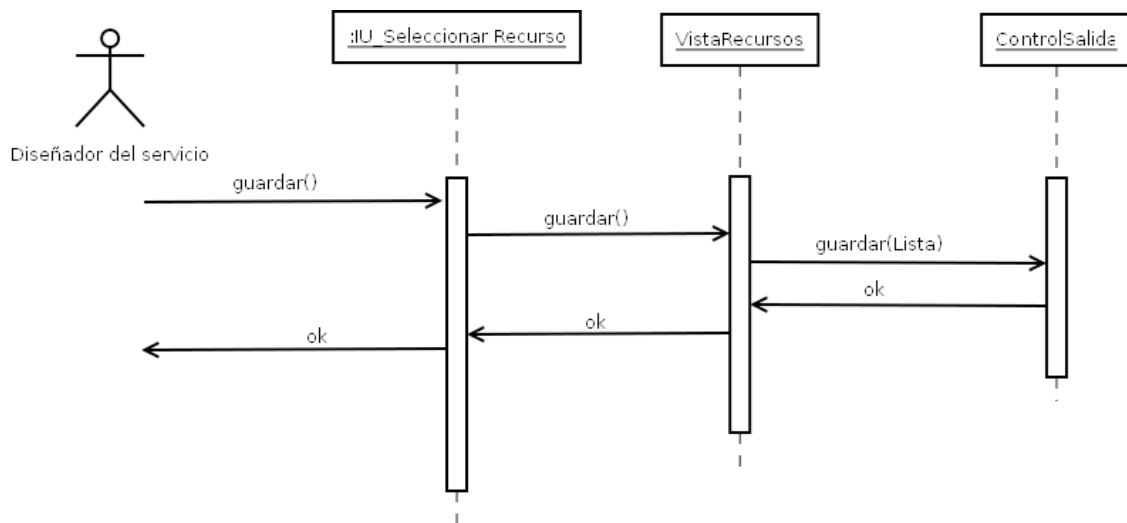 :IU_Seleccionar Recurso
VistaRecursos
ControlSalida
Diseñador del servicio
guardar()
guardar()
guardar(Lista)
ok
ok
ok